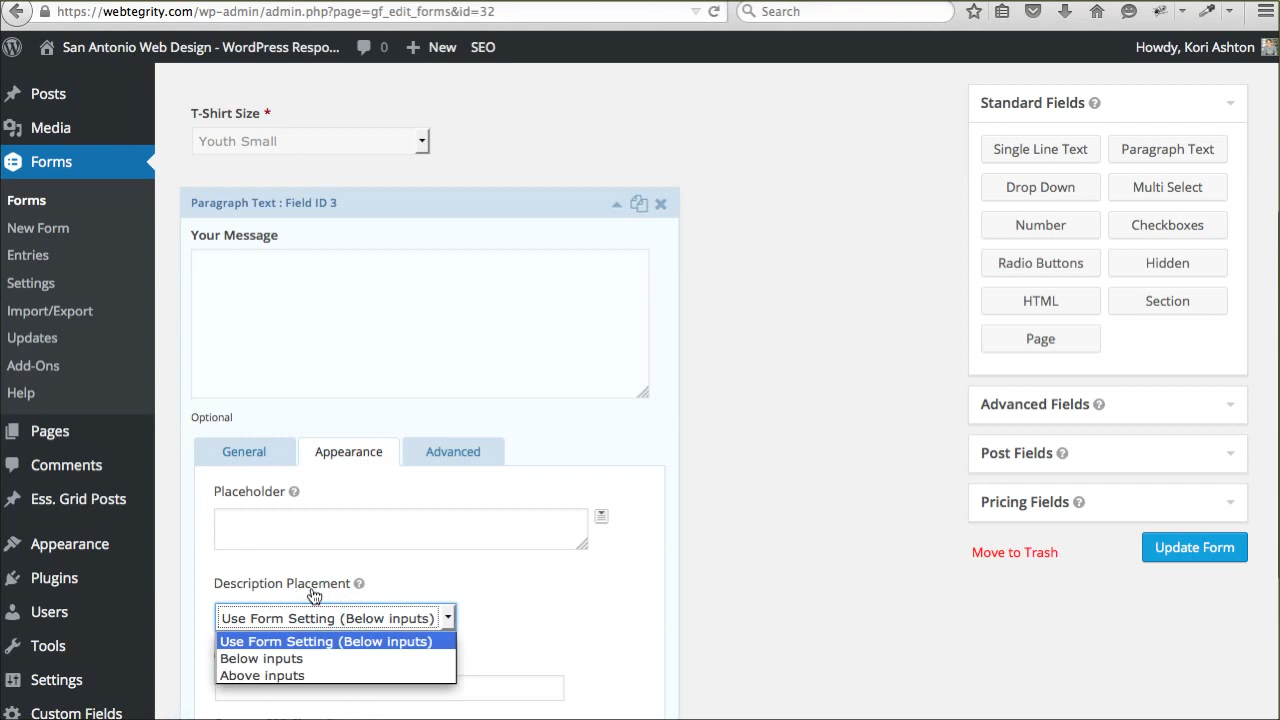 https://webtegrity.com/wp-admin/admin.php?page=gf_edit_forms&id=32
Search
San Antonio Web Design - WordPress Respo...
0
New
SEO
Howdy, Kori Ashton
Posts
Media
Forms
Forms
New Form
Entries
Settings
Import/Export
Updates
Add-Ons
Help
Pages
Comments
Ess. Grid Posts
Appearance
Plugins
Users
Tools
Settings
Custom Fields
T-Shirt Size *
Youth Small
Paragraph Text : Field ID 3
Your Message
Optional
General
Appearance
Advanced
Placeholder
Description Placement
Use Form Setting (Below inputs)
Use Form Setting (Below inputs)
Below inputs
Above inputs
Standard Fields
Single Line Text
Paragraph Text
Drop Down
Multi Select
Number
Checkboxes
Radio Buttons
Hidden
HTML
Section
Page
Advanced Fields
Post Fields
Pricing Fields
Move to Trash
Update Form